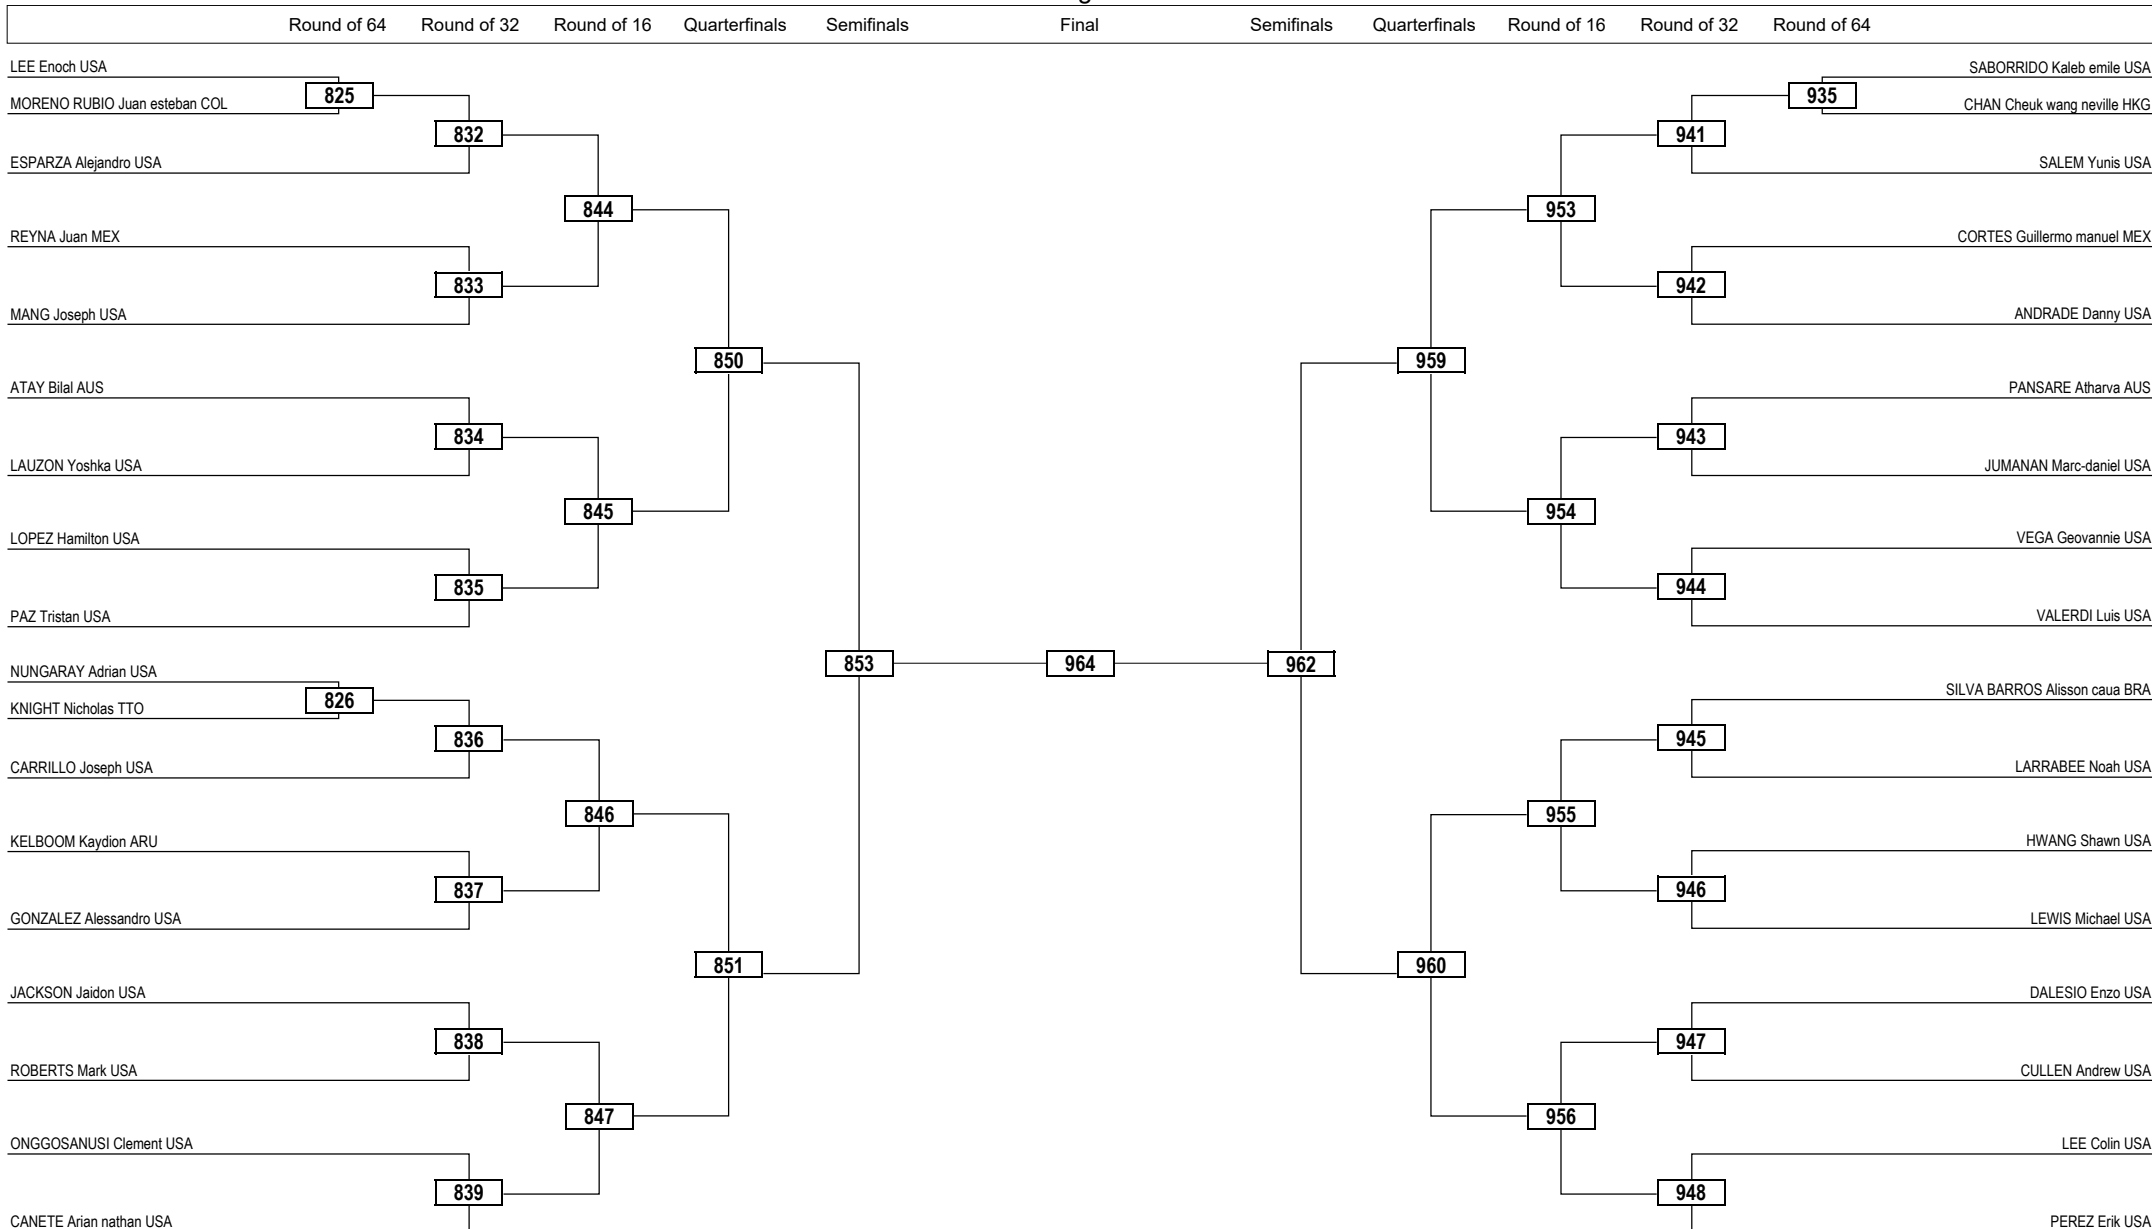 Round of 64 Round of 32 Round of 16 Quarterfinals Semifinals Final Semifinals Quarterfinals Round of 16 Round of 32 Round of 64
LEE Enoch USA
SABORRIDO Kaleb emile USA
825
935
MORENO RUBIO Juan esteban COL
CHAN Cheuk wang neville HKG
832
941
ESPARZA Alejandro USA
SALEM Yunis USA
844
953
REYNA Juan MEX
CORTES Guillermo manuel MEX
833
942
MANG Joseph USA
ANDRADE Danny USA
850
959
ATAY Bilal AUS
PANSARE Atharva AUS
834
943
LAUZON Yoshka USA
JUMANAN Marc-daniel USA
845
954
LOPEZ Hamilton USA
VEGA Geovannie USA
835
944
PAZ Tristan USA
VALERDI Luis USA
853
964
962
NUNGARAY Adrian USA
SILVA BARROS Alisson caua BRA
826
KNIGHT Nicholas TTO
836
945
CARRILLO Joseph USA
LARRABEE Noah USA
846
955
KELBOOM Kaydion ARU
HWANG Shawn USA
837
946
GONZALEZ Alessandro USA
LEWIS Michael USA
851
960
JACKSON Jaidon USA
DALESIO Enzo USA
838
947
ROBERTS Mark USA
CULLEN Andrew USA
847
956
ONGGOSANUSI Clement USA
LEE Colin USA
839
948
CANETE Arian nathan USA
PEREZ Erik USA